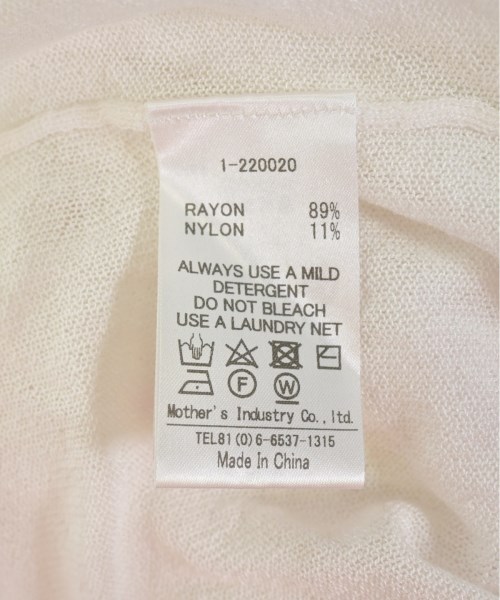 1-220020
RAYON 89%
NYLON 11%
ALWAYS USE A MILD
DETERGENT
DO NOT BLEACH
USE A LAUNDRY NET
F W
Mother's Industry Co., ltd.
TEL81(0)6-6537-1315
Made In China